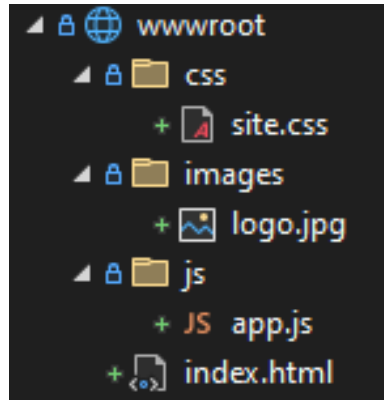 wwwroot
css
site.css
images
logo.jpg
js
JS app.js
index.html